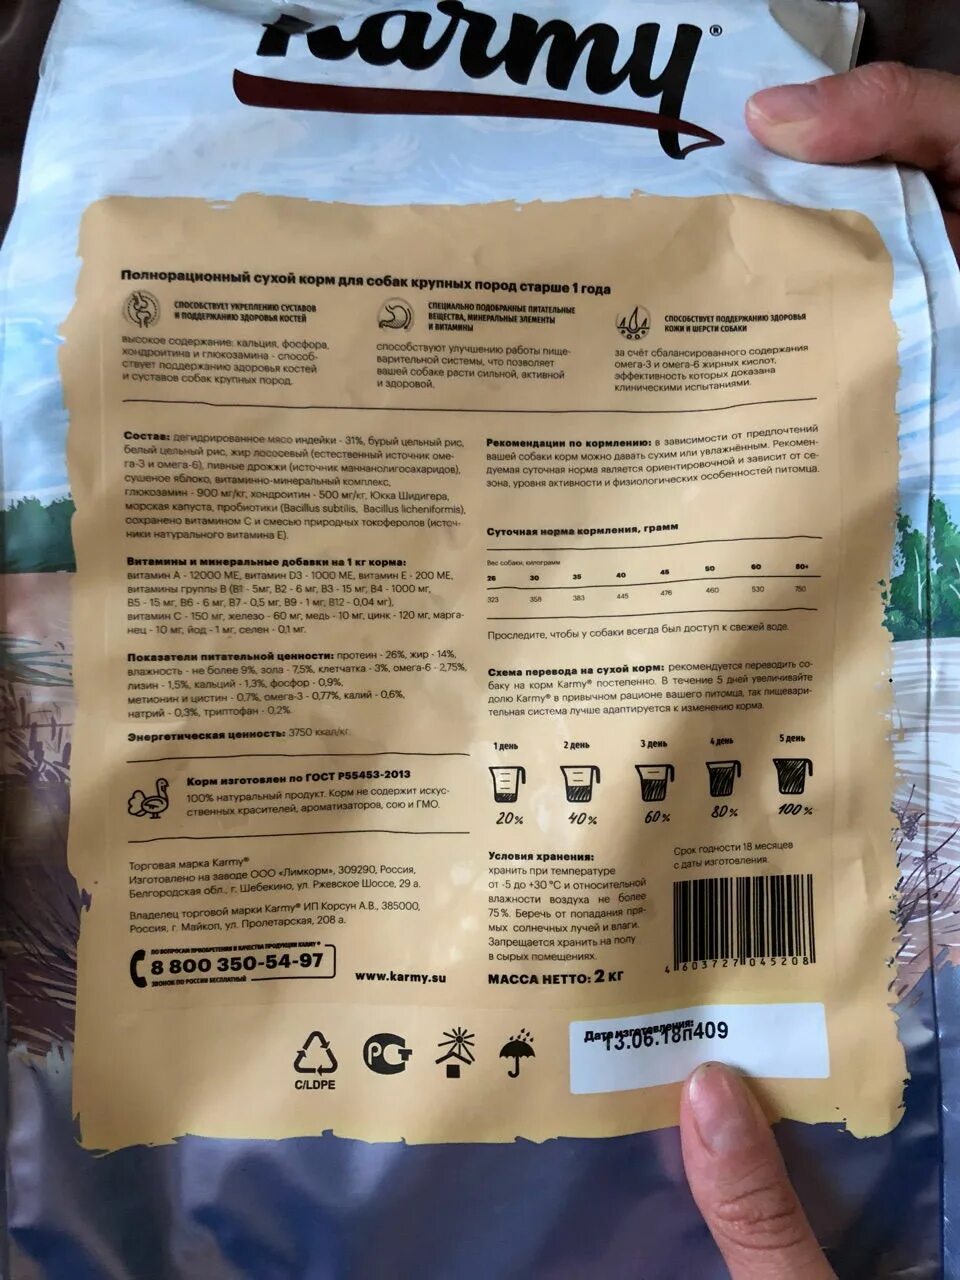 Karmy®
Полнорационный сухой корм для собак крупных пород старше 1 года
СПОСОБСТВУЕТ УКРЕПЛЕНИЮ СУСТАВОВ
И ПОДДЕРЖАНИЮ ЗДОРОВЬЯ КОСТЕЙ
высокое содержание: кальция, фосфора,
хондроитина и глюкозамина - способ-
ствует поддержанию здоровья костей
и суставов собак крупных пород.
СПЕЦИАЛЬНО ПОДОБРАННЫЕ ПИТАТЕЛЬНЫЕ
ВЕЩЕСТВА, МИНЕРАЛЬНЫЕ ЭЛЕМЕНТЫ
И ВИТАМИНЫ
способствуют улучшению работы пище-
варительной системы, что позволяет
вашей собаке расти сильной, активной
и здоровой.
СПОСОБСТВУЕТ ПОДДЕРЖАНИЮ ЗДОРОВЬЯ
КОЖИ И ШЕРСТИ СОБАКИ
за счёт сбалансированного содержания
омега-3 и омега-6 жирных кислот,
эффективность которых доказана
клиническими испытаниями.
Состав: дегидрированное мясо индейки - 31%, бурый цельный рис,
белый цельный рис, жир лососевый (естественный источник оме-
га-3 и омега-6), пивные дрожжи (источник маннанолигосахаридов),
сушеное яблоко, витаминно-минеральный комплекс,
глюкозамин - 900 мг/кг, хондроитин - 500 мг/кг, Юкка Шидигера,
морская капуста, пробиотики (Bacillus subtilis, Bacillus licheniformis),
сохранено витамином С и смесью природных токоферолов (источ-
ники натурального витамина Е).
Витамины и минеральные добавки на 1 кг корма:
витамин А - 12000 МЕ, витамин D3 - 1000 МЕ, витамин Е - 200 МЕ,
витамины группы В (В1 - 5мг, В2 - 6 мг, В3 - 15 мг, В4 - 1000 мг,
В5 - 15 мг, В6 - 6 мг, В7 - 0,5 мг, В9 - 1 мг, В12 - 0,04 мг),
витамин С - 150 мг, железо - 60 мг, медь - 10 мг, цинк - 120 мг, марга-
нец - 10 мг, йод - 1 мг, селен - 0,1 мг.
Показатели питательной ценности: протеин - 26%, жир - 14%,
влажность - не более 9%, зола - 7,5%, клетчатка - 3%, омега-6 - 2,75%,
лизин - 1,5%, кальций - 1,3%, фосфор - 0,9%,
метионин и цистин - 0,7%, омега-3 - 0,77%, калий - 0,6%,
натрий - 0,3%, триптофан - 0,2%.
Энергетическая ценность: 3750 ккал/кг.
Корм изготовлен по ГОСТ Р55453-2013
100% натуральный продукт. Корм не содержит искус-
ственных красителей, ароматизаторов, сою и ГМО.
Торговая марка Karmy®
Изготовлено на заводе ООО «Лимкорм», 309290, Россия,
Белгородская обл., г. Шебекино, ул. Ржевское Шоссе, 29 а.
Владелец торговой марки Karmy® ИП Корсун А.В., 385000,
Россия, г. Майкоп, ул. Пролетарская, 208 а.
ПО ВОПРОСАМ ПРИОБРЕТЕНИЯ И КАЧЕСТВА ПРОДУКЦИИ KARMY®
8 800 350-54-97
ЗВОНОК ПО РОССИИ БЕСПЛАТНЫЙ
www.karmy.su
Рекомендации по кормлению: в зависимости от предпочтений
вашей собаки корм можно давать сухим или увлажнённым. Рекомен-
дуемая суточная норма является ориентировочной и зависит от се-
зона, уровня активности и физиологических особенностей питомца.
Суточная норма кормления, грамм
Вес собаки, килограмм
26 30 35 40 45 50 60 80+
323 358 383 445 476 460 530 750
Проследите, чтобы у собаки всегда был доступ к свежей воде.
Схема перевода на сухой корм: рекомендуется переводить со-
баку на корм Karmy® постепенно. В течение 5 дней увеличивайте
долю Karmy® в привычном рационе вашего питомца, так пищевари-
тельная система лучше адаптируется к изменению корма.
1 день 2 день 3 день 4 день 5 день
20% 40% 60% 80% 100%
Условия хранения:
хранить при температуре
от -5 до +30 °С и относительной
влажности воздуха не более
75%. Беречь от попадания пря-
мых солнечных лучей и влаги.
Запрещается хранить на полу
в сырых помещениях.
МАССА НЕТТО: 2 КГ
Срок годности 18 месяцев
с даты изготовления.
4 603727 045208
C/LDPE
РСТ
Дата изготовления:
13.06.18п409